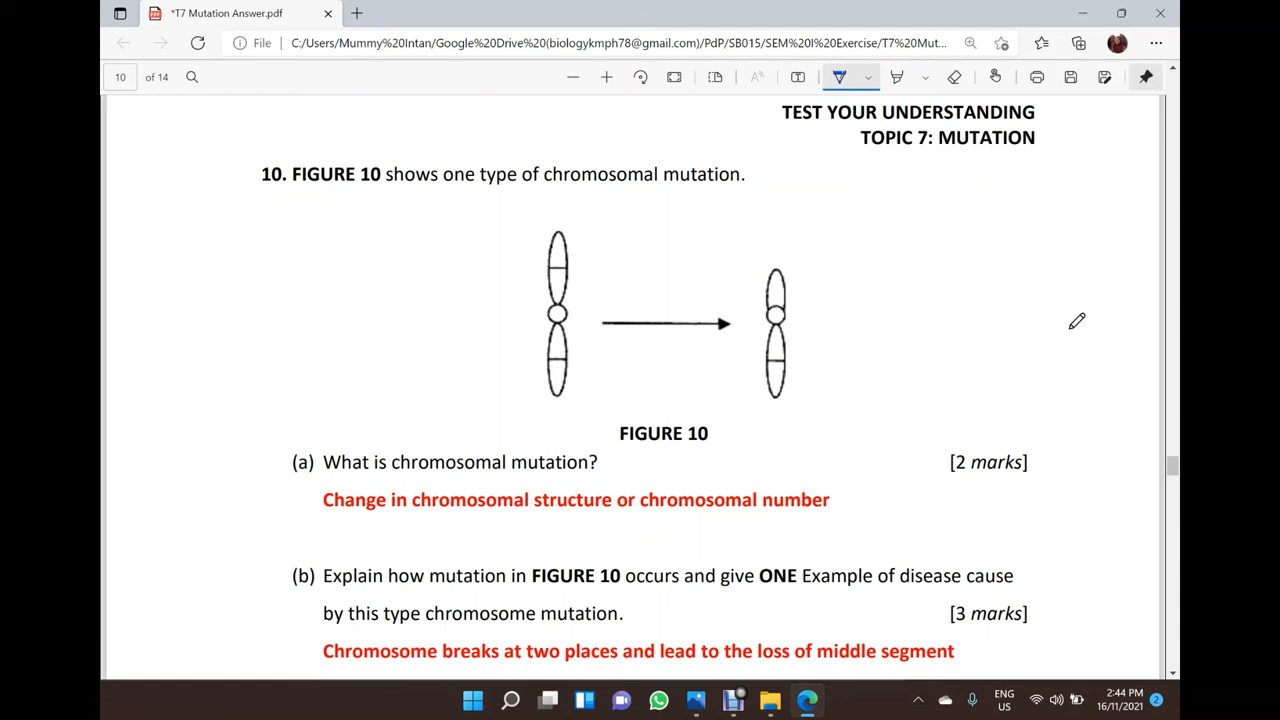 *T7 Mutation Answer.pdf
File
C:/Users/Mummy%20Intan/Google%20Drive%20(biologykmph78@gmail.com)/PdP/SB015/SEM%20I%20Exercise/T7%20Mut...
10 of 14
TEST YOUR UNDERSTANDING
TOPIC 7: MUTATION
10. FIGURE 10 shows one type of chromosomal mutation.
FIGURE 10
(a) What is chromosomal mutation? [2 marks]
Change in chromosomal structure or chromosomal number
(b) Explain how mutation in FIGURE 10 occurs and give ONE Example of disease cause
by this type chromosome mutation. [3 marks]
Chromosome breaks at two places and lead to the loss of middle segment
ENG
US
2:44 PM
16/11/2021
2